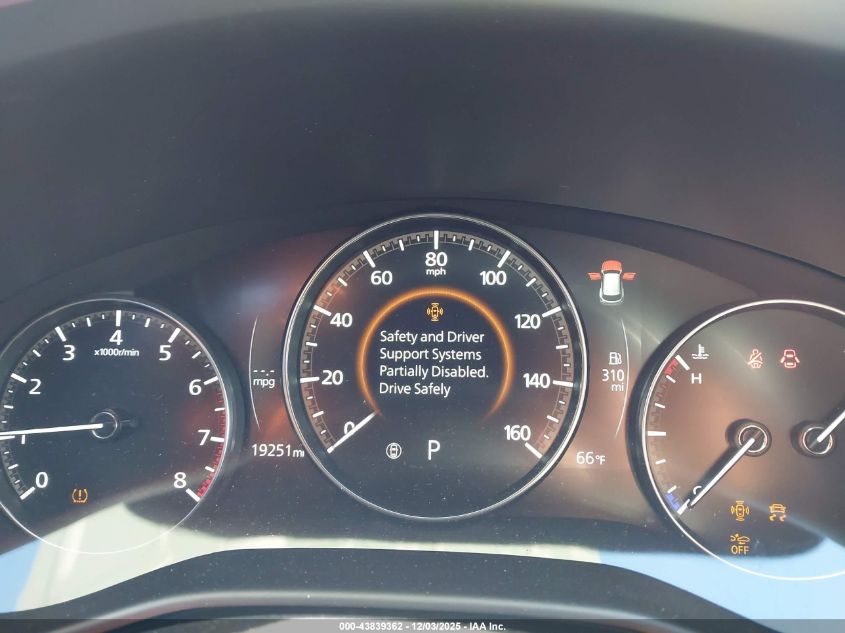 80
mph
60
100
40
120
20
140
0
160
Safety and Driver
Support Systems
Partially Disabled.
Drive Safely
P
4
x1000r/min
3
5
2
6
7
0
8
-.-
mpg
19251mi
310
mi
66°F
H
C
OFF
000-43839362 - 12/03/2025 - IAA Inc.